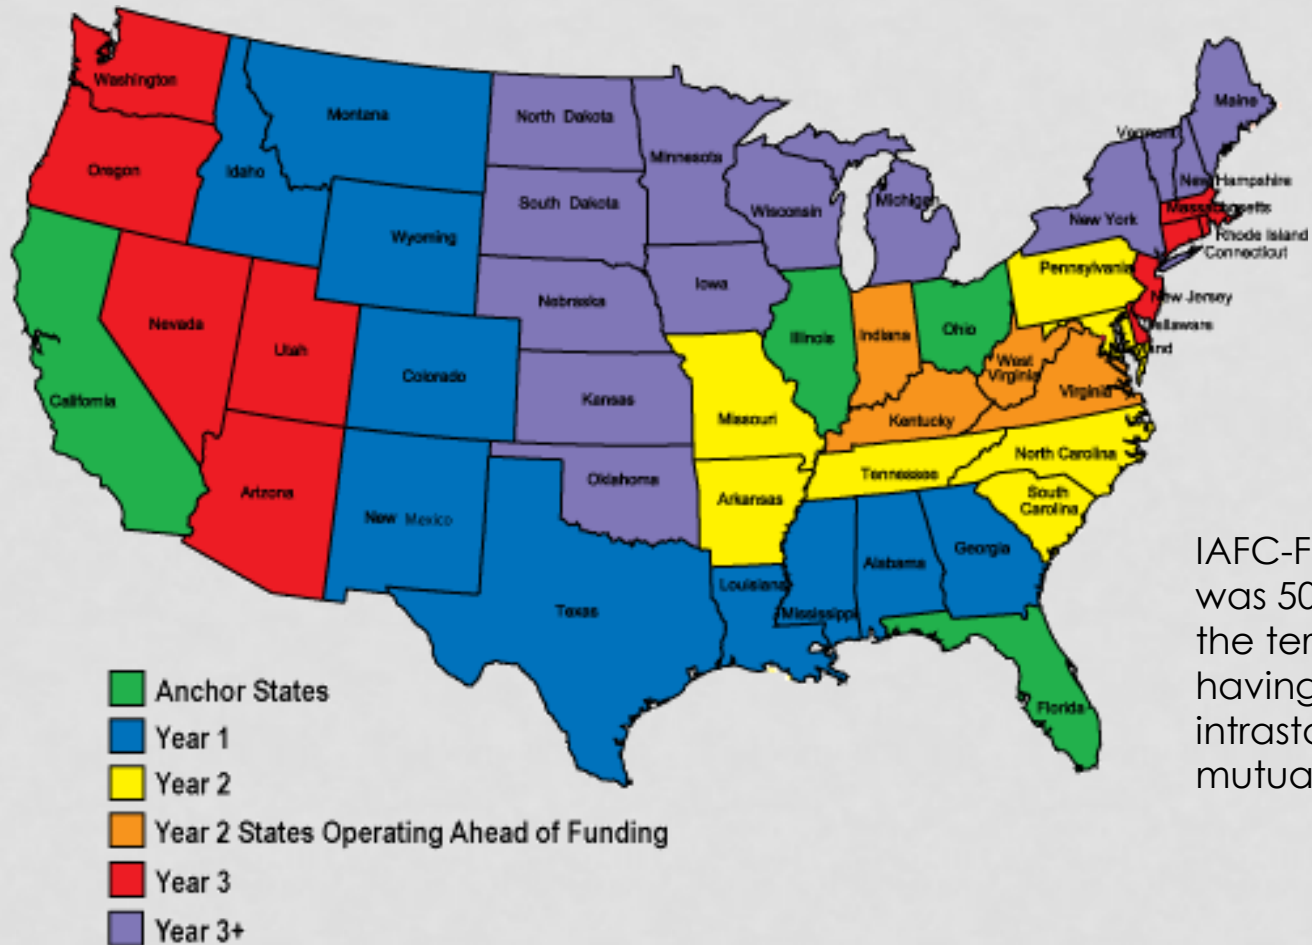 Washington
Montana
North Dakota
Minnesota
Maine
Vermont
Oregon
Idaho
South Dakota
Wisconsin
Michigan
New Hampshire
Massachusetts
New York
Rhode Island
Connecticut
Wyoming
Nebraska
Iowa
Pennsylvania
New Jersey
Nevada
Utah
Colorado
Kansas
Illinois
Indiana
Ohio
West
Virginia
Virginia
California
Missouri
Kentucky
North Carolina
Arizona
New Mexico
Oklahoma
Arkansas
Tennessee
South
Carolina
Texas
Louisiana
Mississippi
Alabama
Georgia
Florida
Anchor States
Year 1
Year 2
Year 2 States Operating Ahead of Funding
Year 3
Year 3+
IAFC-F
was 50
the ter
having
intrasta
mutua